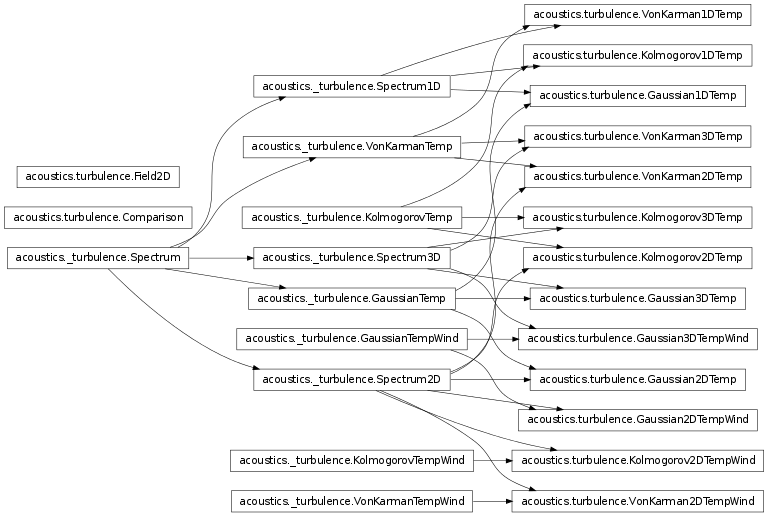 acoustics.turbulence.VonKarman1DTemp
acoustics.turbulence.Kolmogorov1DTemp
acoustics._turbulence.Spectrum1D
acoustics.turbulence.Gaussian1DTemp
acoustics.turbulence.VonKarman3DTemp
acoustics._turbulence.VonKarmanTemp
acoustics.turbulence.Field2D
acoustics.turbulence.VonKarman2DTemp
acoustics.turbulence.Comparison
acoustics._turbulence.KolmogorovTemp
acoustics.turbulence.Kolmogorov3DTemp
acoustics._turbulence.Spectrum
acoustics._turbulence.Spectrum3D
acoustics.turbulence.Kolmogorov2DTemp
acoustics._turbulence.GaussianTemp
acoustics.turbulence.Gaussian3DTemp
acoustics._turbulence.GaussianTempWind
acoustics.turbulence.Gaussian3DTempWind
acoustics._turbulence.Spectrum2D
acoustics.turbulence.Gaussian2DTemp
acoustics.turbulence.Gaussian2DTempWind
acoustics._turbulence.KolmogorovTempWind
acoustics.turbulence.Kolmogorov2DTempWind
acoustics._turbulence.VonKarmanTempWind
acoustics.turbulence.VonKarman2DTempWind